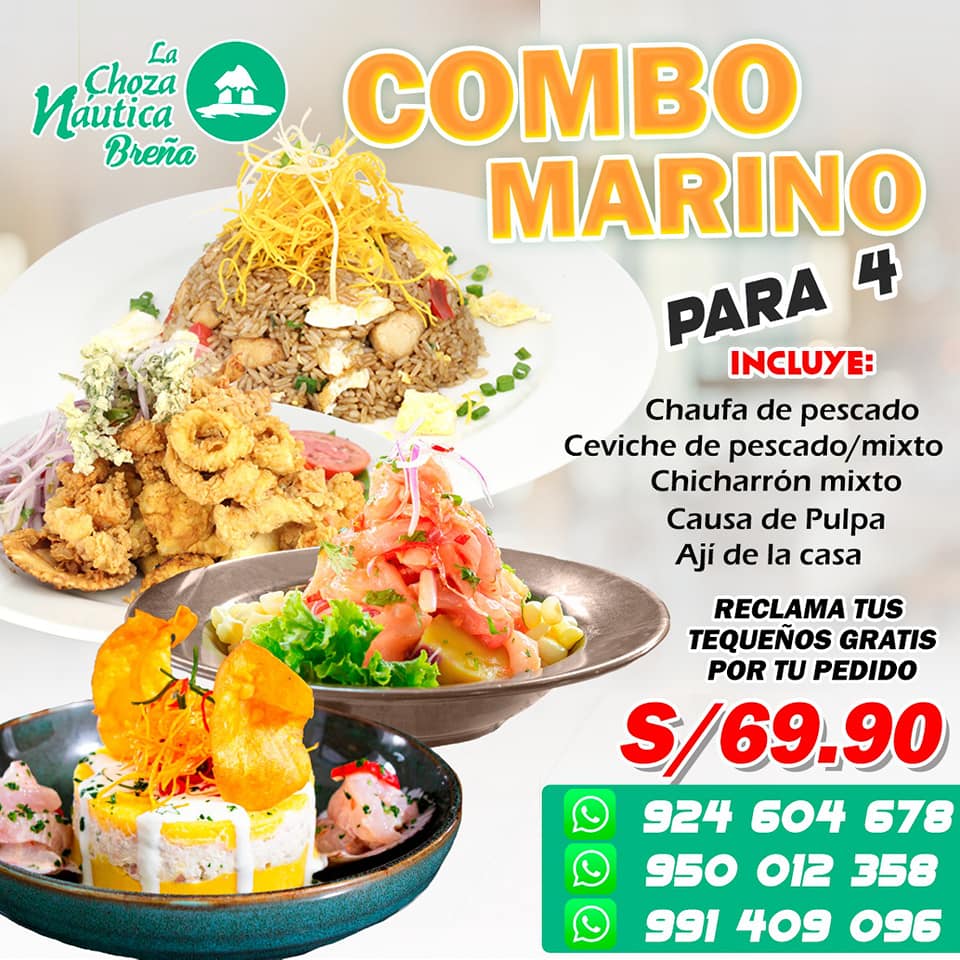 La
Choza
Náutica
Breña
COMBO
MARINO
PARA 4
INCLUYE:
Chaufa de pescado
Ceviche de pescado/mixto
Chicharrón mixto
Causa de Pulpa
Ají de la casa
RECLAMA TUS
TEQUEÑOS GRATIS
POR TU PEDIDO
S/69.90
924 604 678
950 012 358
991 409 096